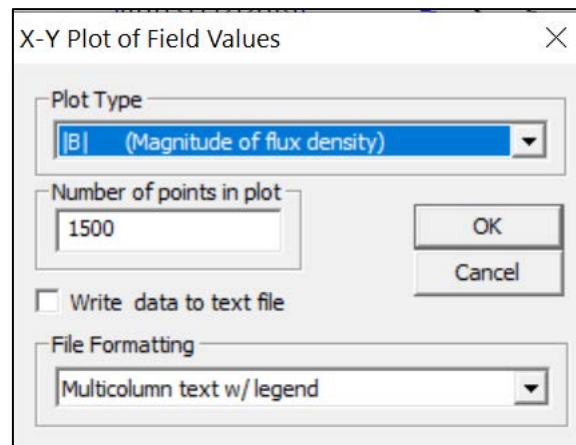 X-Y Plot of Field Values
Plot Type
|B| (Magnitude of flux density)
Number of points in plot
1500
OK
Cancel
Write data to text file
File Formatting
Multicolumn text w/ legend